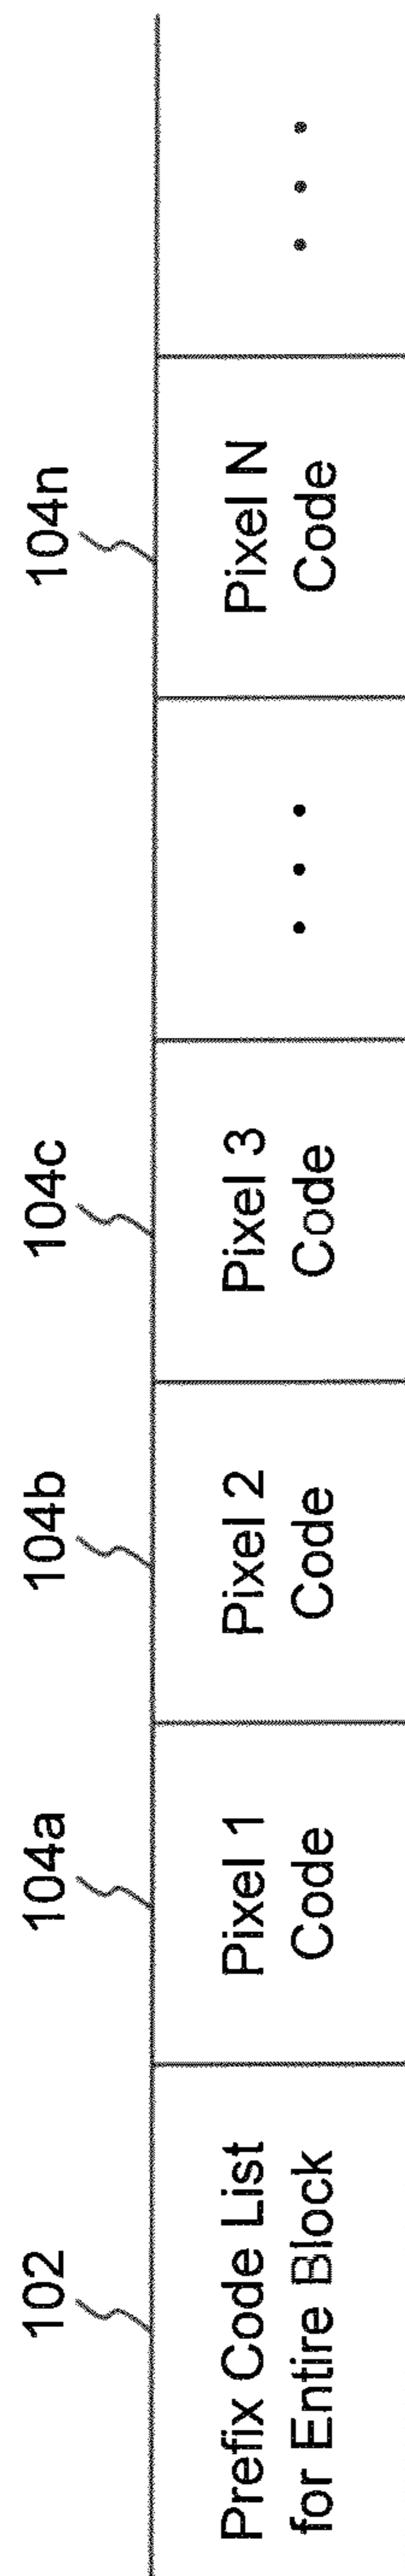 102
104a
104b
104c
104n
Prefix Code List
for Entire Block
Pixel 1
Code
Pixel 2
Code
Pixel 3
Code
• • •
Pixel N
Code
• • •